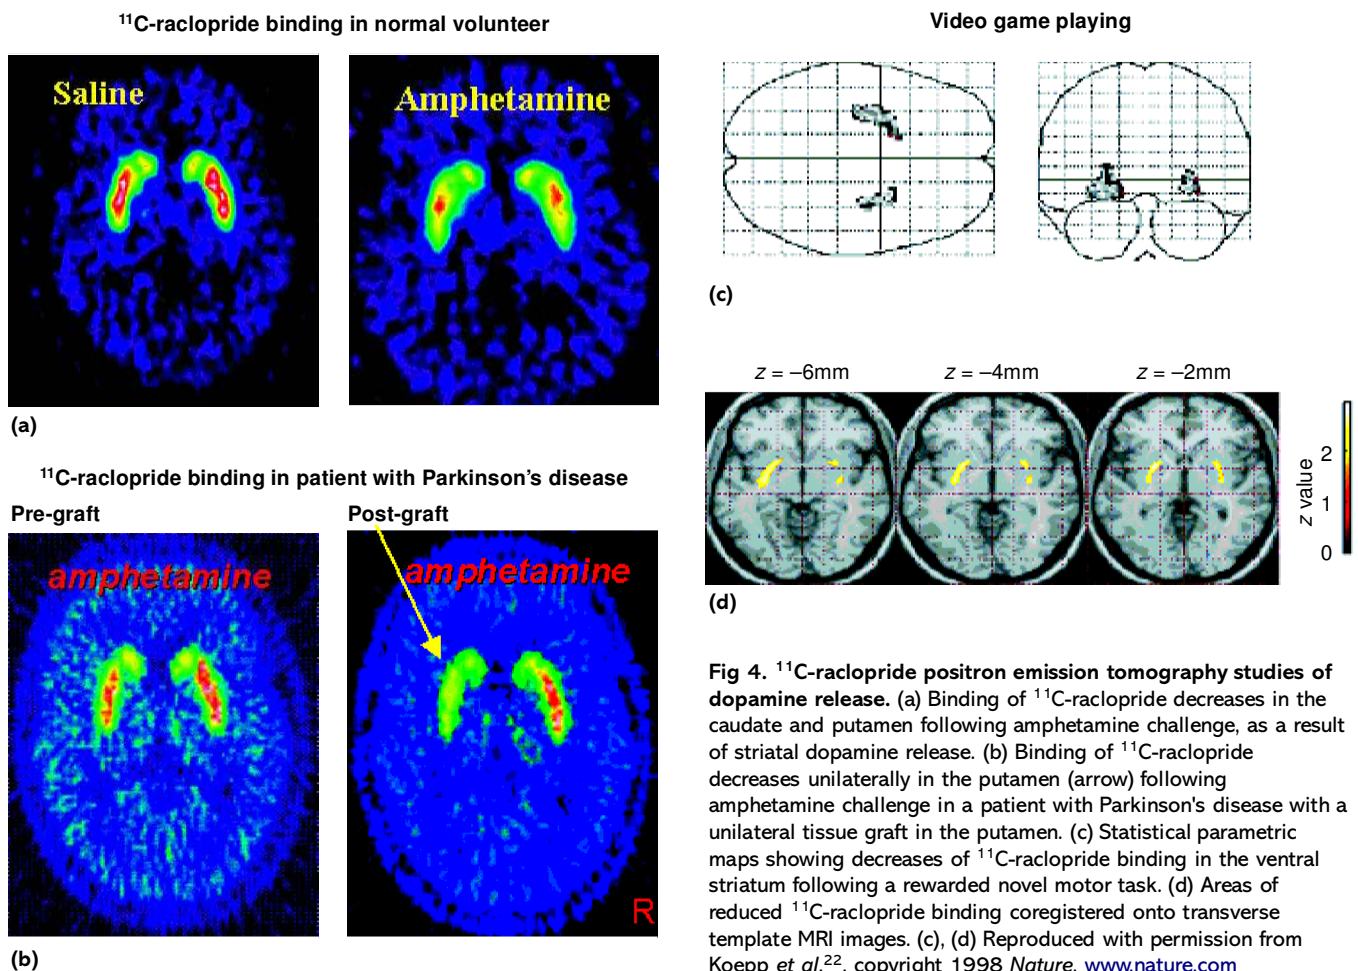 ¹¹C-raclopride binding in normal volunteer
Saline
Amphetamine
(a)
¹¹C-raclopride binding in patient with Parkinson's disease
Pre-graft
Post-graft
amphetamine
amphetamine
R
(b)
Video game playing
(c)
z = –6mm
z = –4mm
z = –2mm
2
1
0
z value
(d)
Fig 4. ¹¹C-raclopride positron emission tomography studies of
dopamine release. (a) Binding of ¹¹C-raclopride decreases in the
caudate and putamen following amphetamine challenge, as a result
of striatal dopamine release. (b) Binding of ¹¹C-raclopride
decreases unilaterally in the putamen (arrow) following
amphetamine challenge in a patient with Parkinson's disease with a
unilateral tissue graft in the putamen. (c) Statistical parametric
maps showing decreases of ¹¹C-raclopride binding in the ventral
striatum following a rewarded novel motor task. (d) Areas of
reduced ¹¹C-raclopride binding coregistered onto transverse
template MRI images. (c), (d) Reproduced with permission from
Koepp et al.²², copyright 1998 Nature, www.nature.com